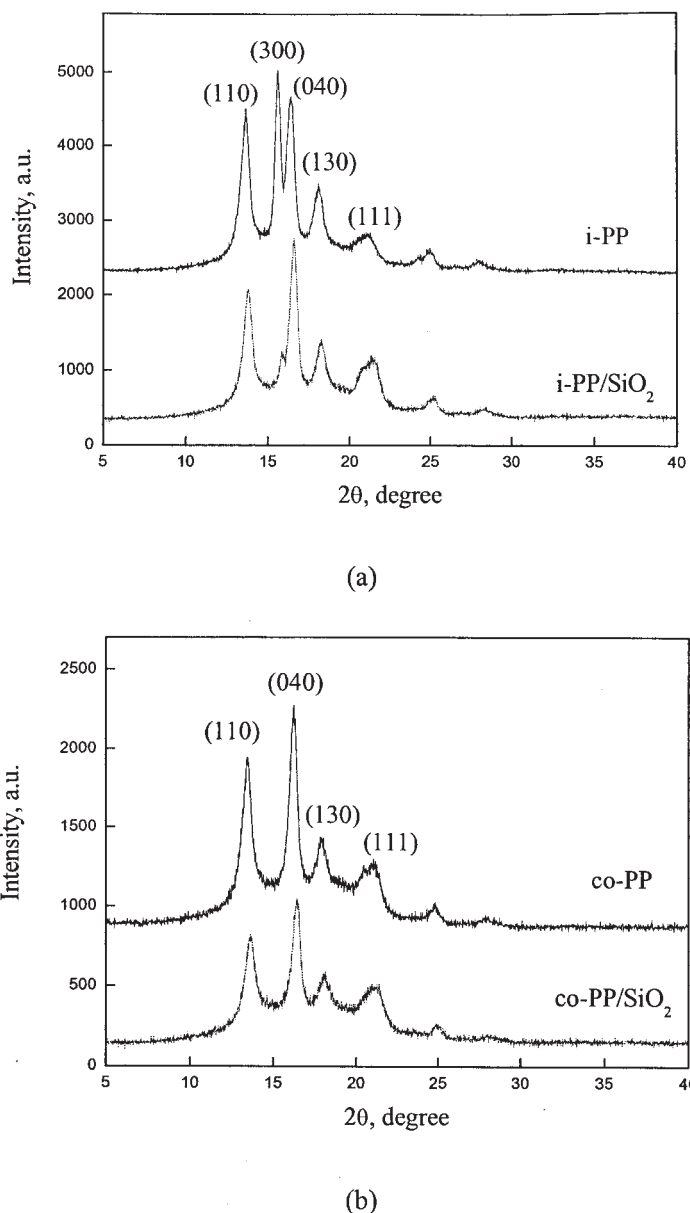 (300)
(110)
(040)
(130)
(111)
i-PP
i-PP/SiO₂
5000
4000
3000
2000
1000
0
Intensity, a.u.
5 10 15 20 25 30 35 40
2θ, degree
(a)
(040)
(110)
(130)
(111)
co-PP
co-PP/SiO₂
2500
2000
1500
1000
500
0
Intensity, a.u.
5 10 15 20 25 30 35 40
2θ, degree
(b)